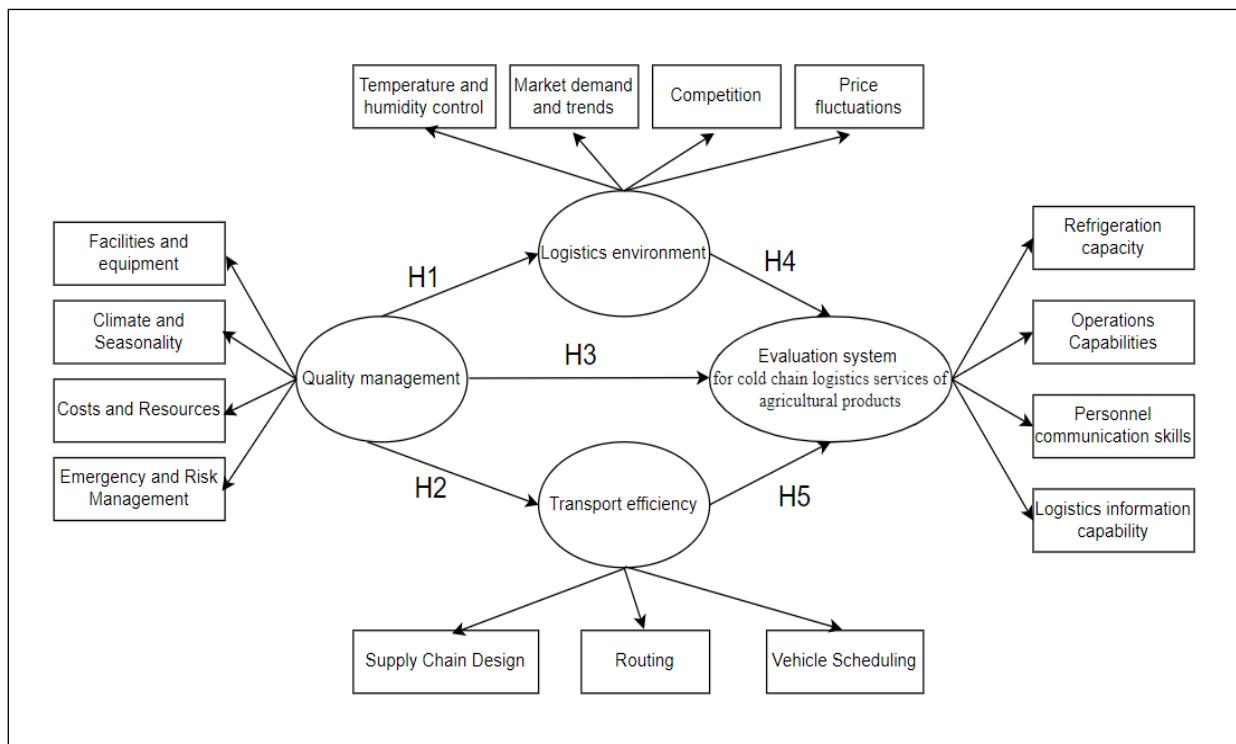 Temperature and
humidity control
Market demand
and trends
Competition
Price
fluctuations
Facilities and
equipment
Climate and
Seasonality
Costs and Resources
Emergency and Risk
Management
Quality management
H1
H2
H3
Logistics environment
Transport efficiency
H4
H5
Evaluation system
for cold chain logistics services of
agricultural products
Refrigeration
capacity
Operations
Capabilities
Personnel
communication skills
Logistics information
capability
Supply Chain Design
Routing
Vehicle Scheduling